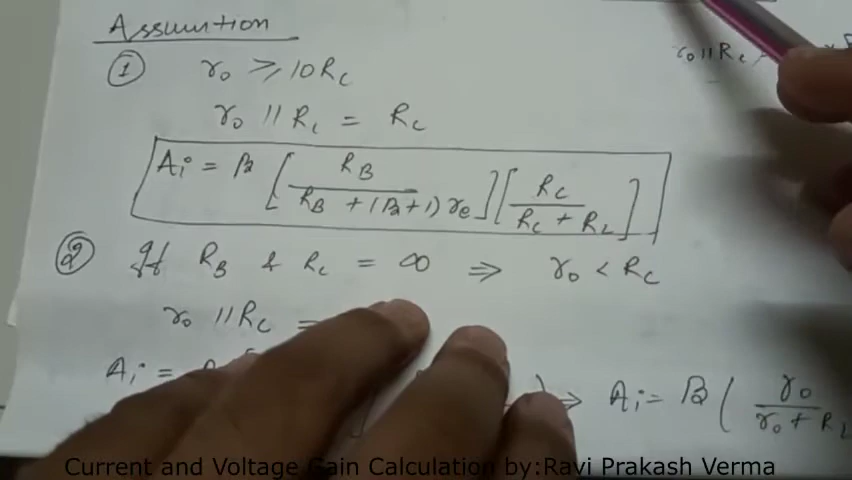 Assumtion
r₀ || R_c
① r₀ ≥ 10R_C
r₀ || R_C = R_C
A_i = β [ R_B / (R_B + (β+1) r_e) ] [ R_C / (R_C + R_L) ]
② If R_B & R_C = ∞ ⇒ r₀ < R_C
r₀ || R_C =
A_i = ⇒ A_i = β ( r₀ / (r₀ + R_L
Current and Voltage Gain Calculation by:Ravi Prakash Verma